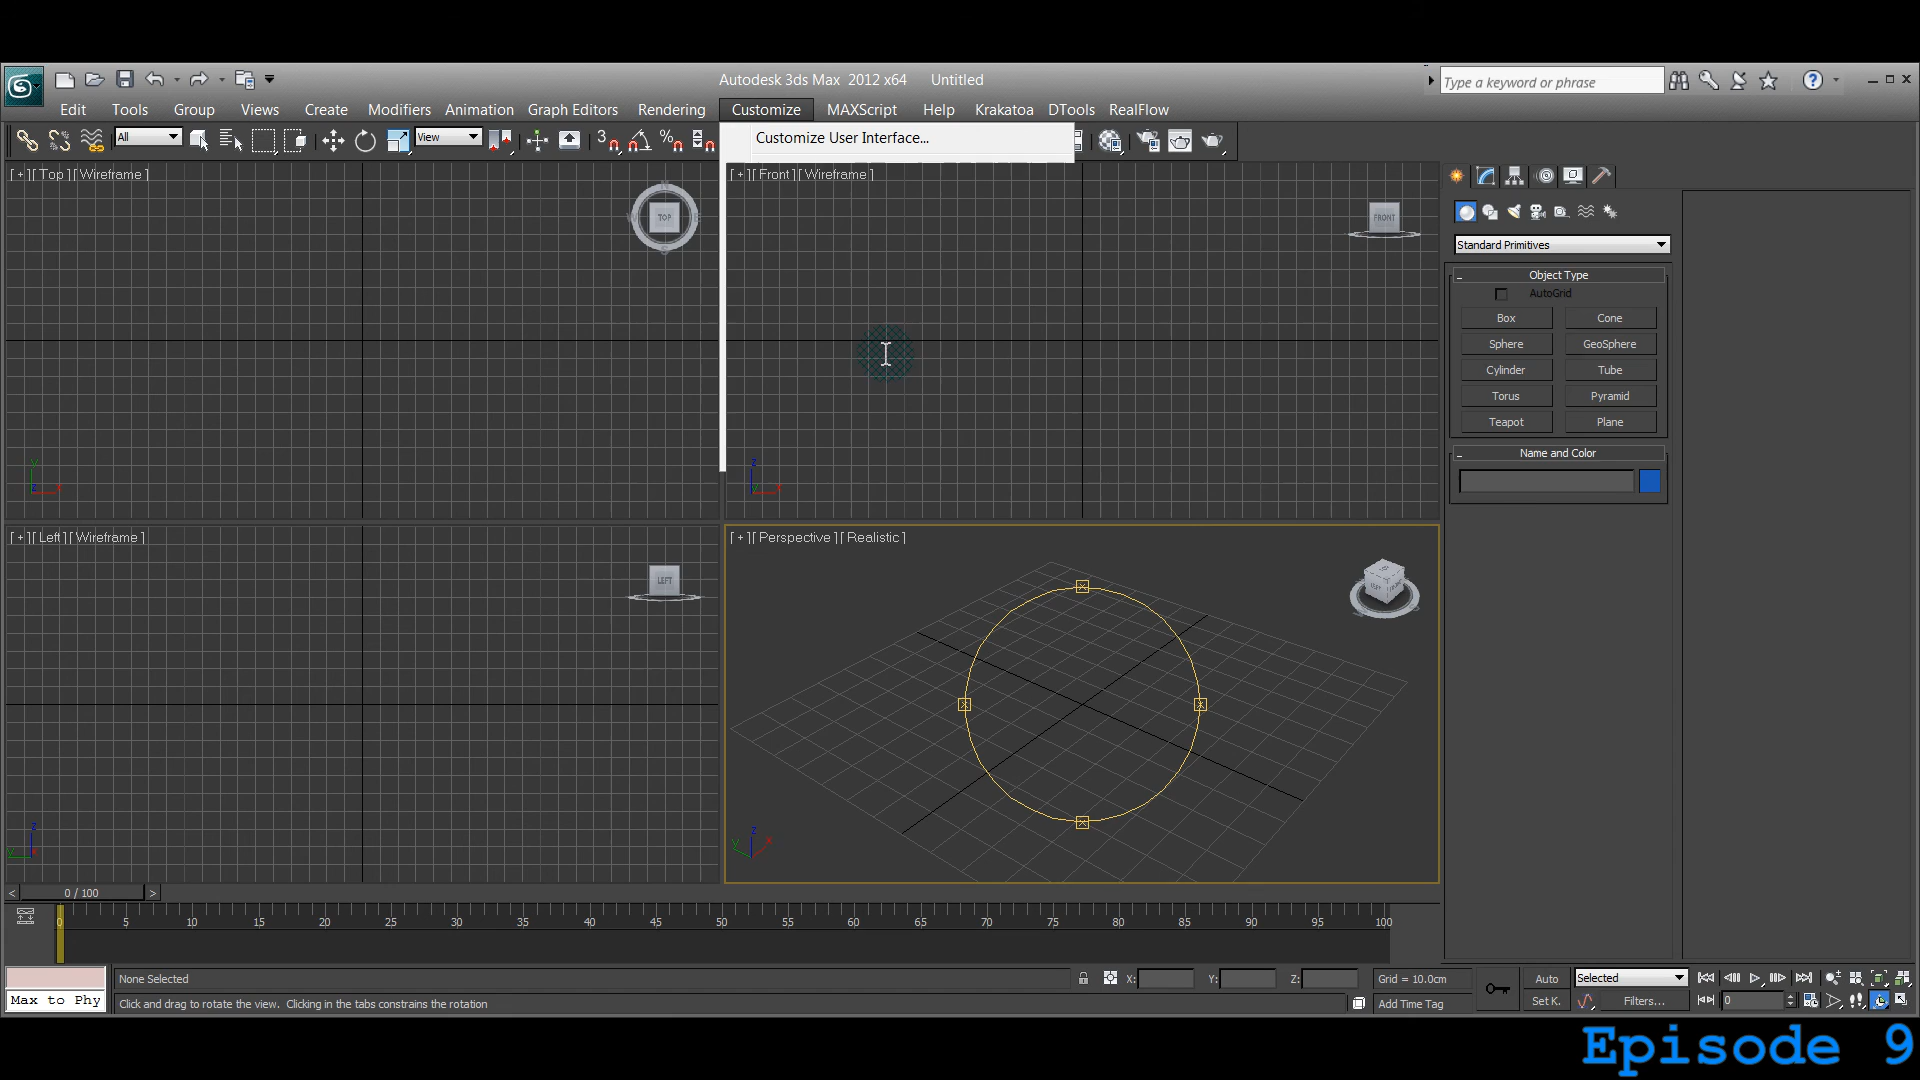 Autodesk 3ds Max 2012 x64 Untitled
Type a keyword or phrase
Edit Tools Group Views Create Modifiers Animation Graph Editors Rendering Customize MAXScript Help Krakatoa DTools RealFlow
All
View
3
%
Customize User Interface...
[ + ][ Top ][ Wireframe ]
TOP
[ + ][ Front ][ Wireframe ]
FRONT
Standard Primitives
Object Type
AutoGrid
Box Cone
Sphere GeoSphere
Cylinder Tube
Torus Pyramid
Teapot Plane
Name and Color
[ + ][ Left ][ Wireframe ]
LEFT
[ + ][ Perspective ][ Realistic ]
< 0 / 100 >
0 5 10 15 20 25 30 35 40 45 50 55 60 65 70 75 80 85 90 95 100
None Selected
X: Y: Z: Grid = 10.0cm
Auto
Selected
Max to Phy
Click and drag to rotate the view. Clicking in the tabs constrains the rotation
Add Time Tag
Set K.
Filters...
0
Episode 9